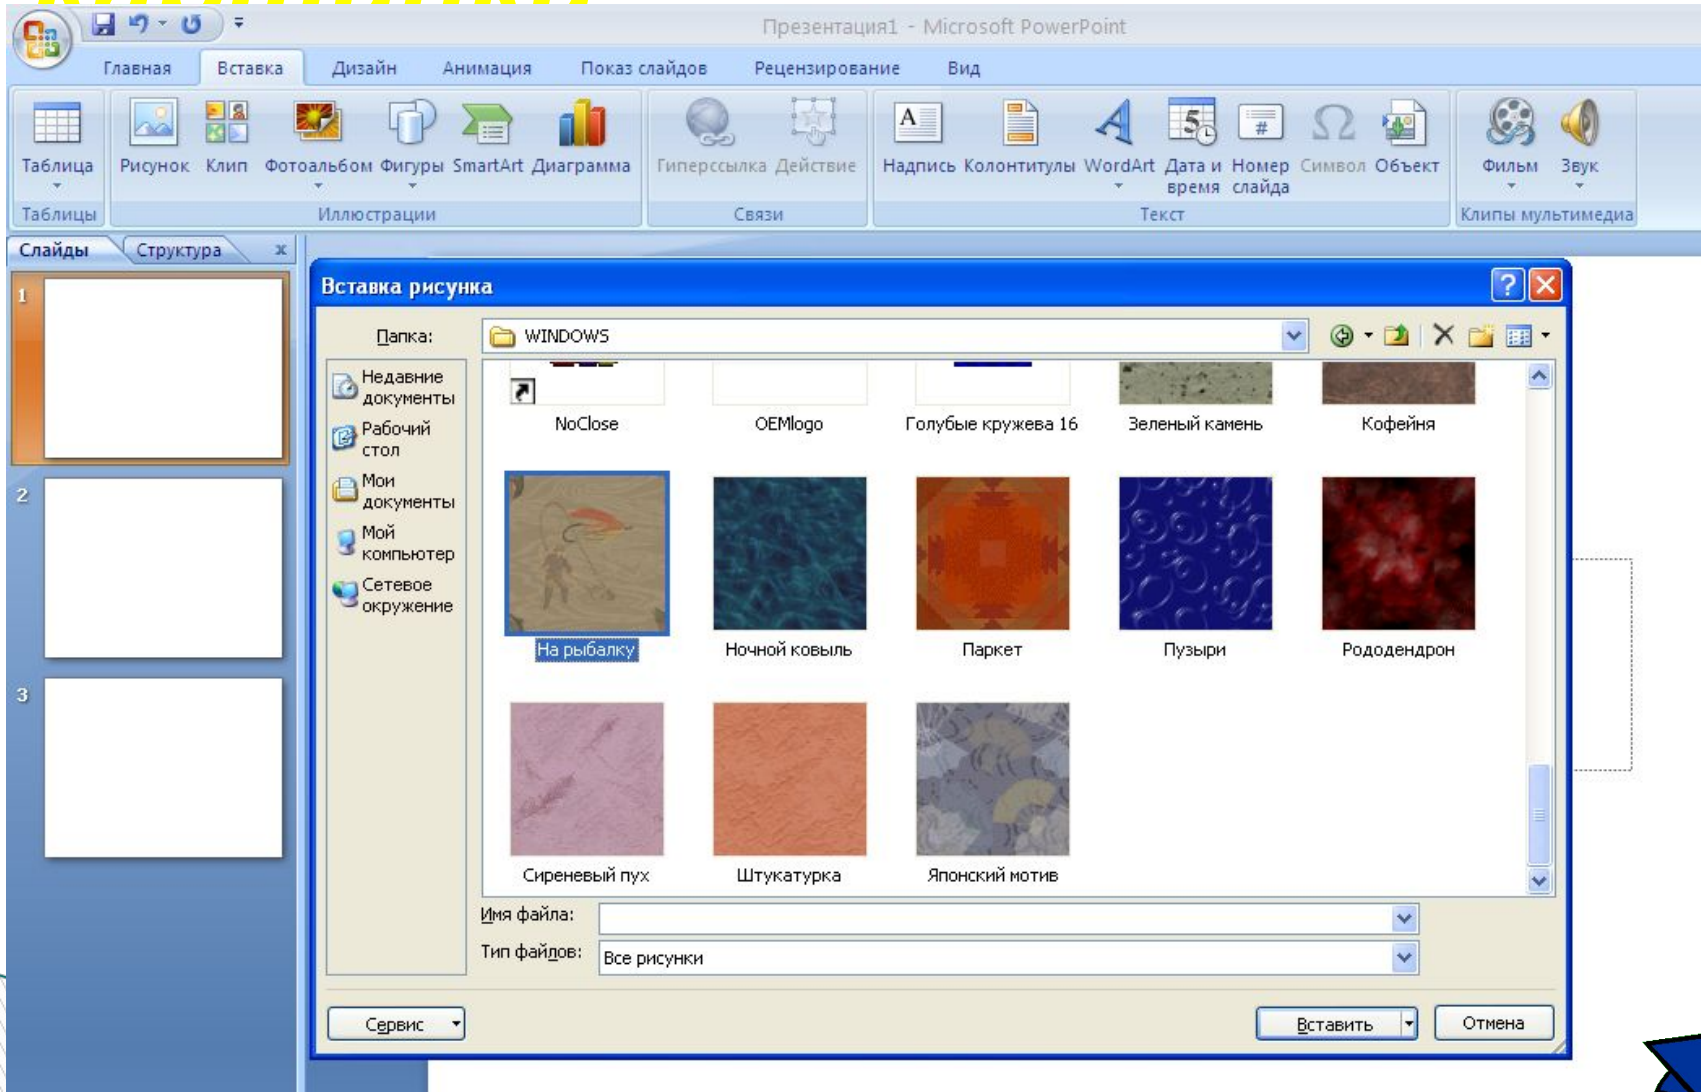 Презентация1 - Microsoft PowerPoint
Главная Вставка Дизайн Анимация Показ слайдов Рецензирование Вид
Таблица Рисунок Клип Фотоальбом Фигуры SmartArt Диаграмма Гиперссылка Действие Надпись Колонтитулы WordArt Дата и время Номер слайда Символ Объект Фильм Звук
Таблицы Иллюстрации Связи Текст Клипы мультимедиа
Слайды Структура x
1
2
3
Вставка рисунка
Папка: WINDOWS
Недавние
документы
Рабочий
стол
Мои
документы
Мой
компьютер
Сетевое
окружение
NoClose OEMlogo Голубые кружева 16 Зеленый камень Кофейня
На рыбалку Ночной ковыль Паркет Пузыри Рододендрон
Сиреневый пух Штукатурка Японский мотив
Имя файла:
Тип файлов: Все рисунки
Сервис Вставить Отмена